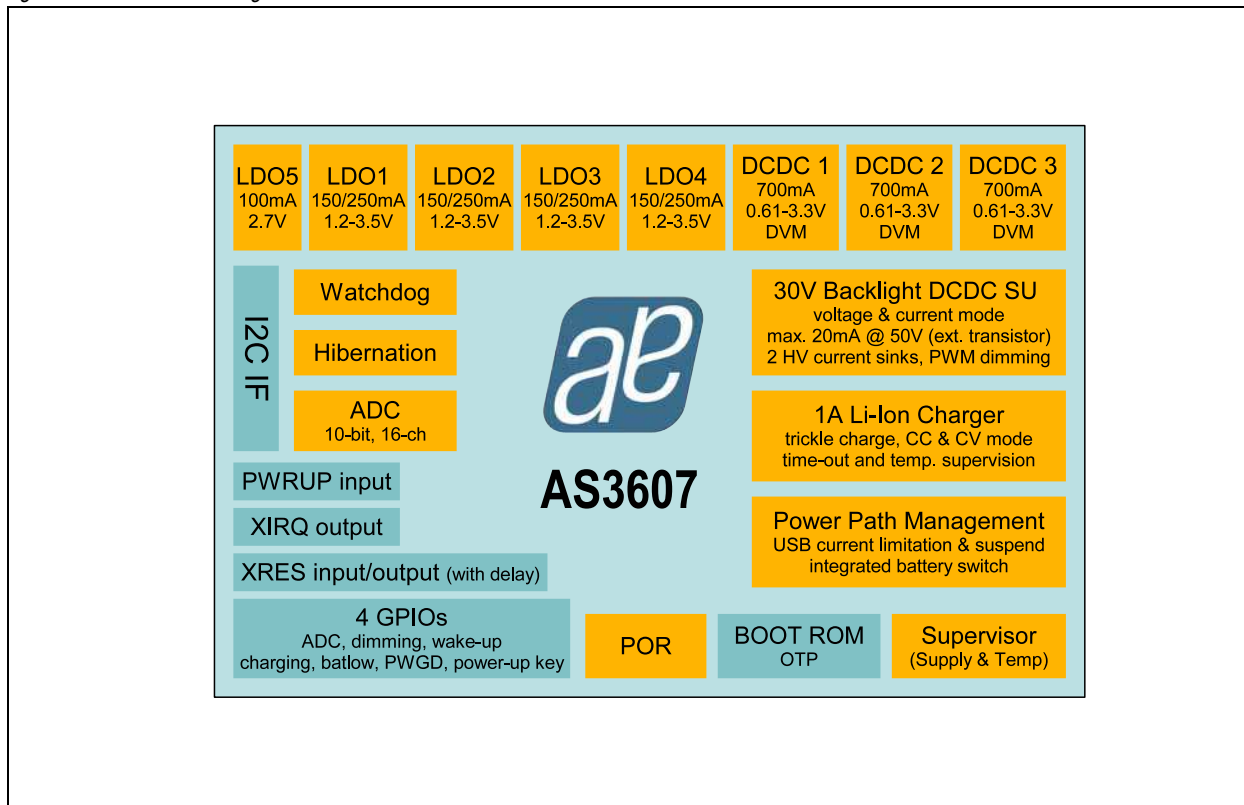 LDO5
100mA
2.7V
LDO1
150/250mA
1.2-3.5V
LDO2
150/250mA
1.2-3.5V
LDO3
150/250mA
1.2-3.5V
LDO4
150/250mA
1.2-3.5V
DCDC 1
700mA
0.61-3.3V
DVM
DCDC 2
700mA
0.61-3.3V
DVM
DCDC 3
700mA
0.61-3.3V
DVM
I2C IF
Watchdog
Hibernation
ADC
10-bit, 16-ch
PWRUP input
XIRQ output
XRES input/output (with delay)
4 GPIOs
ADC, dimming, wake-up
charging, batlow, PWGD, power-up key
ae
AS3607
30V Backlight DCDC SU
voltage & current mode
max. 20mA @ 50V (ext. transistor)
2 HV current sinks, PWM dimming
1A Li-Ion Charger
trickle charge, CC & CV mode
time-out and temp. supervision
Power Path Management
USB current limitation & suspend
integrated battery switch
POR
BOOT ROM
OTP
Supervisor
(Supply & Temp)